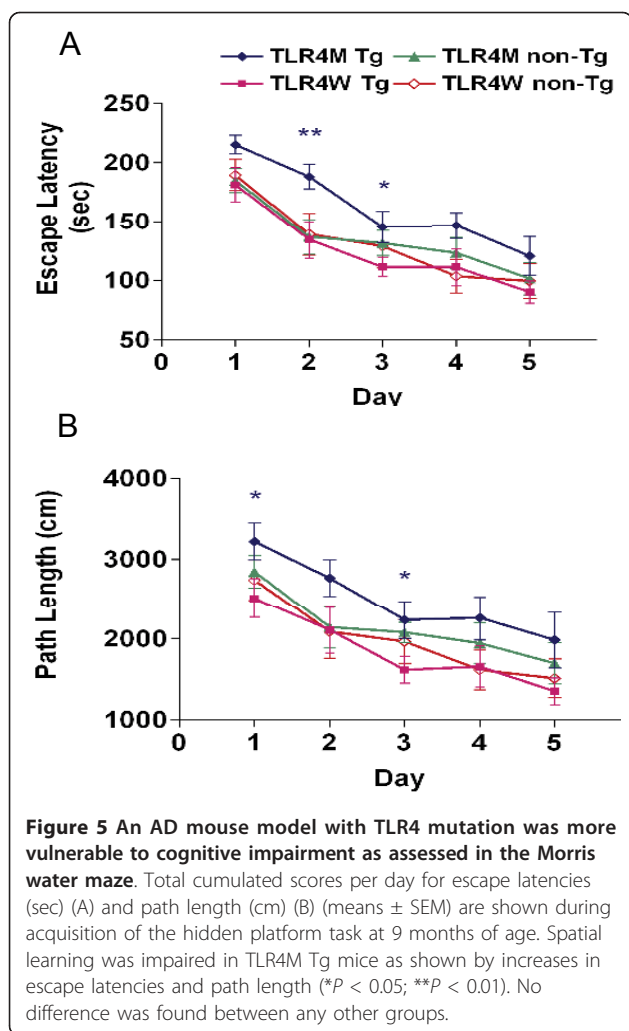 A
TLR4M Tg TLR4M non-Tg
TLR4W Tg TLR4W non-Tg
250
200
150
100
50
Escape Latency
(sec)
**
*
0 1 2 3 4 5
Day
B
4000
3000
2000
1000
Path Length (cm)
*
*
0 1 2 3 4 5
Day
Figure 5 An AD mouse model with TLR4 mutation was more
vulnerable to cognitive impairment as assessed in the Morris
water maze. Total cumulated scores per day for escape latencies
(sec) (A) and path length (cm) (B) (means ± SEM) are shown during
acquisition of the hidden platform task at 9 months of age. Spatial
learning was impaired in TLR4M Tg mice as shown by increases in
escape latencies and path length (*P < 0.05; **P < 0.01). No
difference was found between any other groups.